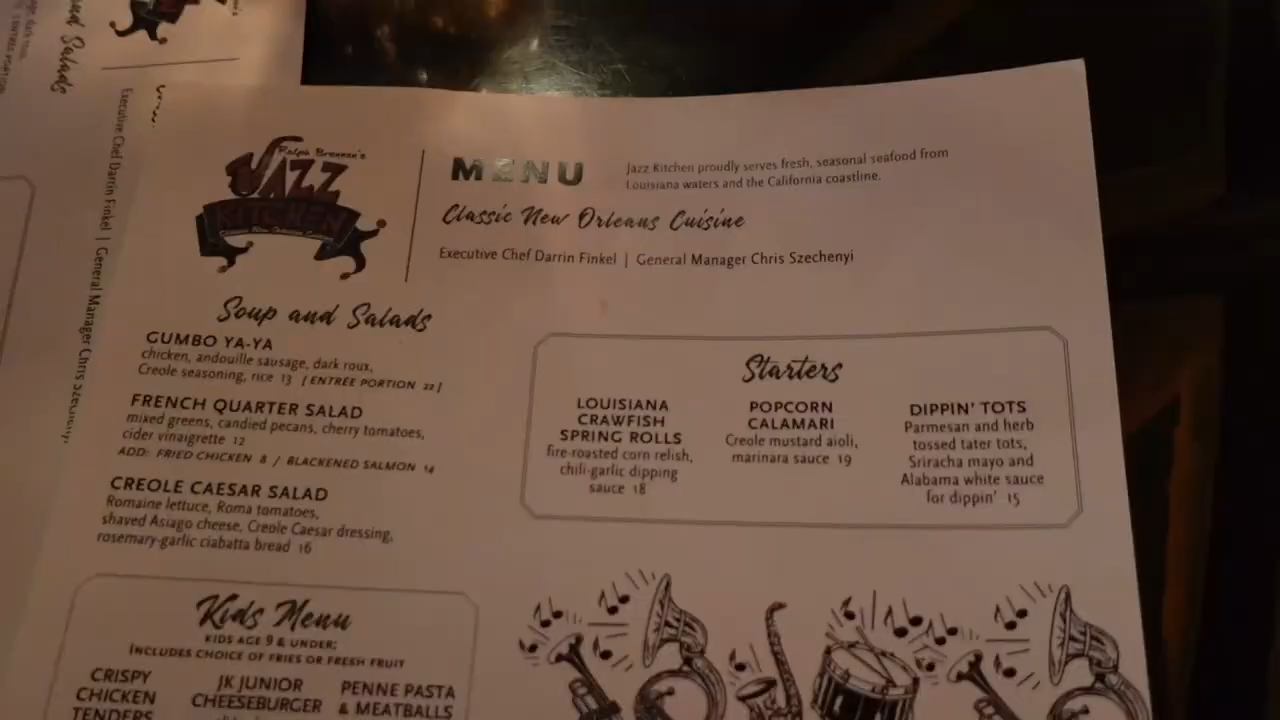 Ralph Brennan's
JAZZ
KITCHEN
MENU
Jazz Kitchen proudly serves fresh, seasonal seafood from
Louisiana waters and the California coastline.
Classic New Orleans Cuisine
Executive Chef Darrin Finkel | General Manager Chris Szechenyi
Soup and Salads
GUMBO YA-YA
chicken, andouille sausage, dark roux,
Creole seasoning, rice 13 [ENTRÉE PORTION 22]
FRENCH QUARTER SALAD
mixed greens, candied pecans, cherry tomatoes,
cider vinaigrette 12
ADD: FRIED CHICKEN 8 / BLACKENED SALMON 14
CREOLE CAESAR SALAD
Romaine lettuce, Roma tomatoes,
shaved Asiago cheese, Creole Caesar dressing,
rosemary-garlic ciabatta bread 16
Starters
LOUISIANA
CRAWFISH
SPRING ROLLS
fire-roasted corn relish,
chili-garlic dipping
sauce 18
POPCORN
CALAMARI
Creole mustard aioli,
marinara sauce 19
DIPPIN' TOTS
Parmesan and herb
tossed tater tots,
Sriracha mayo and
Alabama white sauce
for dippin' 15
Kids Menu
KIDS AGE 9 & UNDER;
INCLUDES CHOICE OF FRIES OR FRESH FRUIT
CRISPY
CHICKEN
TENDERS
JK JUNIOR
CHEESEBURGER
PENNE PASTA
& MEATBALLS
and Salads
Executive Chef Darrin Finkel | General Manager Chris Szechenyi